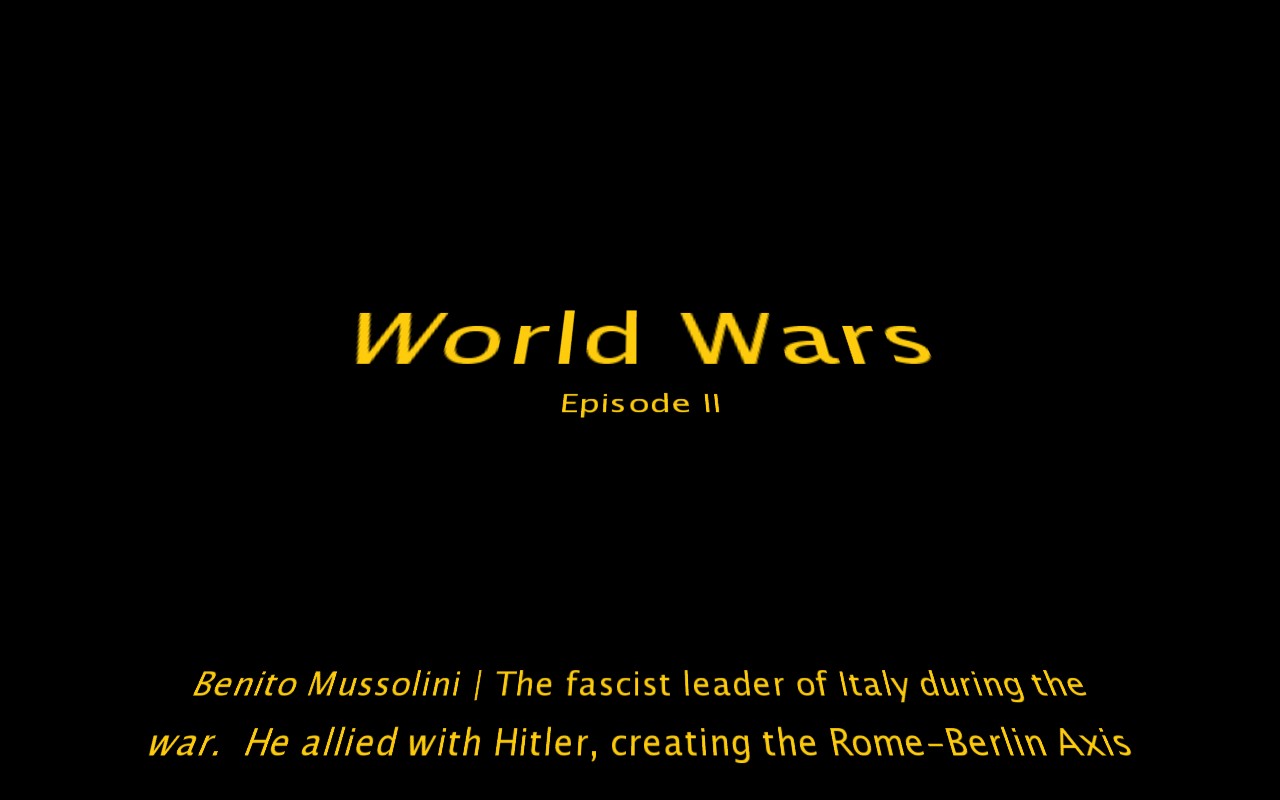 World Wars
Episode II
Benito Mussolini | The fascist leader of Italy during the
war.  He allied with Hitler, creating the Rome-Berlin Axis